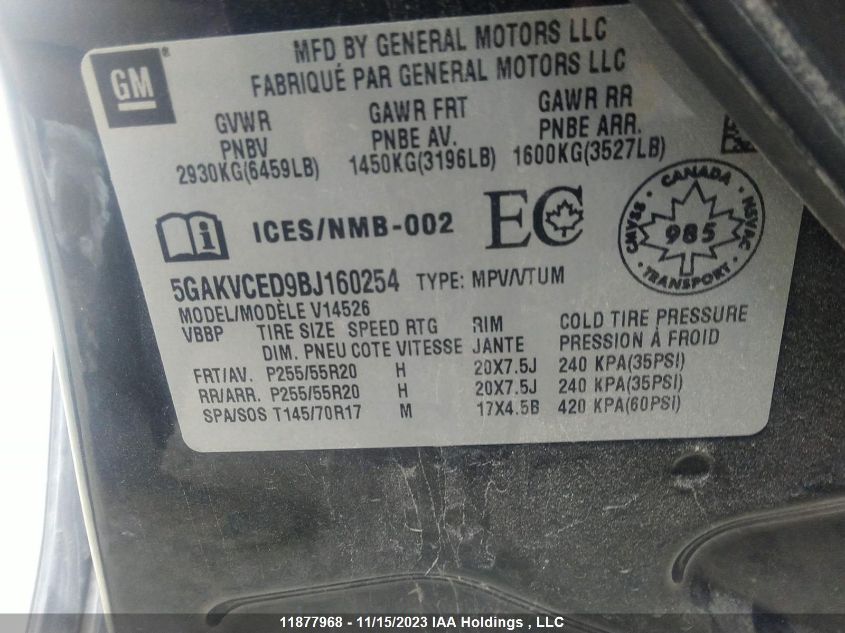 GM
MFD BY GENERAL MOTORS LLC
FABRIQUÉ PAR GENERAL MOTORS LLC
GVWR GAWR FRT GAWR RR
PNBV PNBE AV. PNBE ARR.
2930KG(6459LB) 1450KG(3196LB) 1600KG(3527LB)
i ICES/NMB-002 EC
CANADA
CMVSS 985 NSVAC
TRANSPORT
5GAKVCED9BJ160254 TYPE: MPV/VTUM
MODEL/MODÈLE V14526
VBBP TIRE SIZE SPEED RTG RIM COLD TIRE PRESSURE
DIM. PNEU COTE VITESSE JANTE PRESSION À FROID
FRT/AV. P255/55R20 H 20X7.5J 240 KPA(35PSI)
RR/ARR. P255/55R20 H 20X7.5J 240 KPA(35PSI)
SPA/SOS T145/70R17 M 17X4.5B 420 KPA(60PSI)
11877968 - 11/15/2023 IAA Holdings , LLC